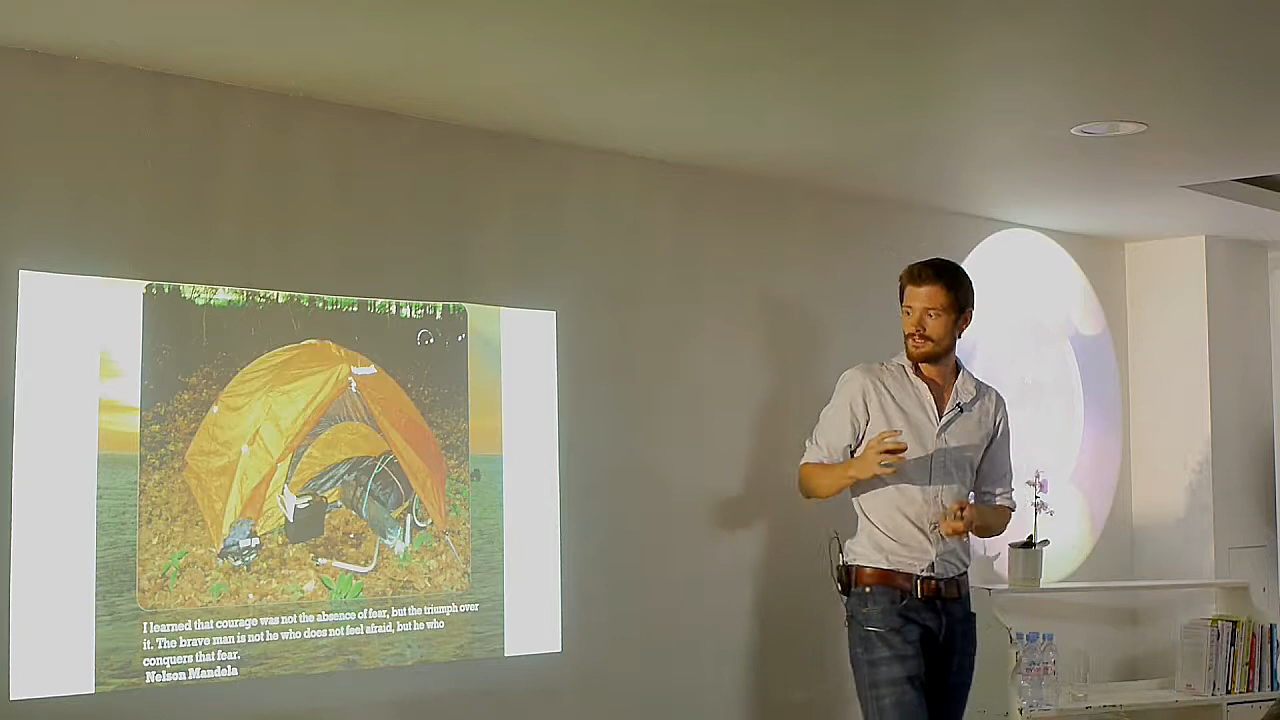 I learned that courage was not the absence of fear, but the triumph over
it. The brave man is not he who does not feel afraid, but he who
conquers that fear.
Nelson Mandela